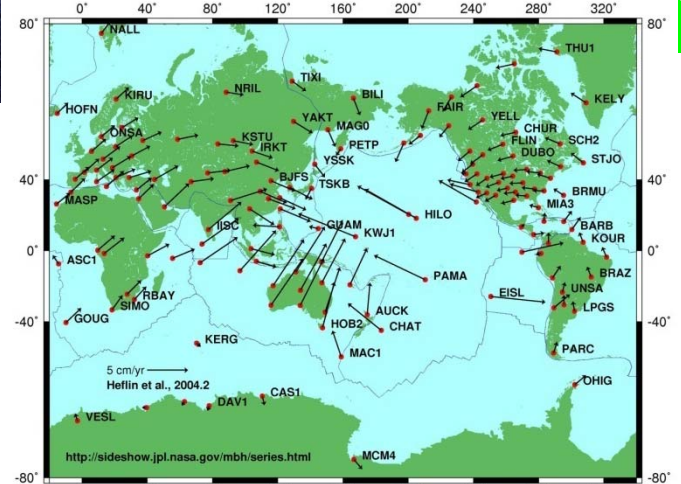 0˚ 40˚ 80˚ 120˚ 160˚ 200˚ 240˚ 280˚ 320˚
80˚ 80˚
NALL
THU1
TIXI
KIRU NRIL BILI
FAIR KELY
HOFN
YAKT YELL
ONSA MAG0 CHUR
KSTU FLIN SCH2
IRKT PETP
DUBO
YSSK STJO
40˚ BJFS 40˚
TSKB
MASP BRMU
MIA3
HILO
IISC GUAM BARB
KWJ1
KOUR
0˚ 0˚
ASC1
PAMA BRAZ
UNSA
EISL
RBAY
SIMO AUCK LPGS
GOUG HOB2
-40˚ CHAT -40˚
KERG
MAC1 PARC
5 cm/yr
Heflin et al., 2004.2
OHIG
CAS1
DAV1
VESL
http://sideshow.jpl.nasa.gov/mbh/series.html MCM4
-80˚ -80˚